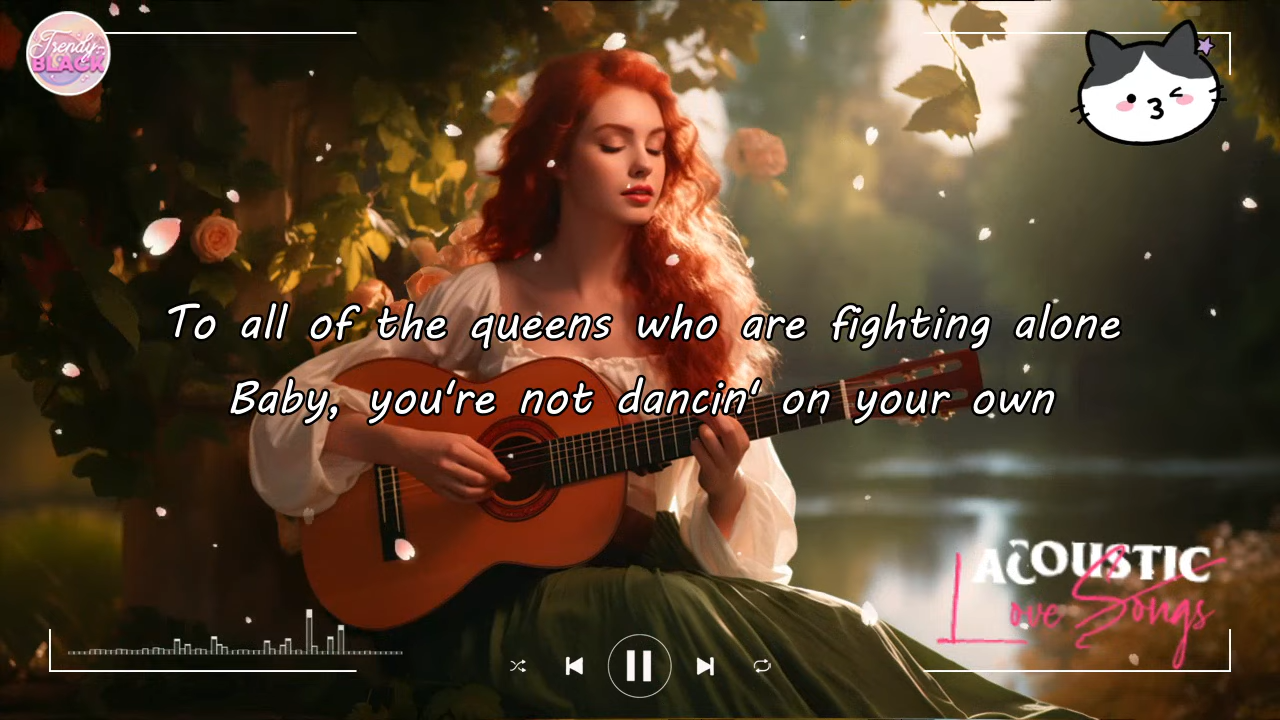 Trendy
BLACK
To all of the queens who are fighting alone
Baby, you're not dancin' on your own
ACOUSTIC
Love Songs